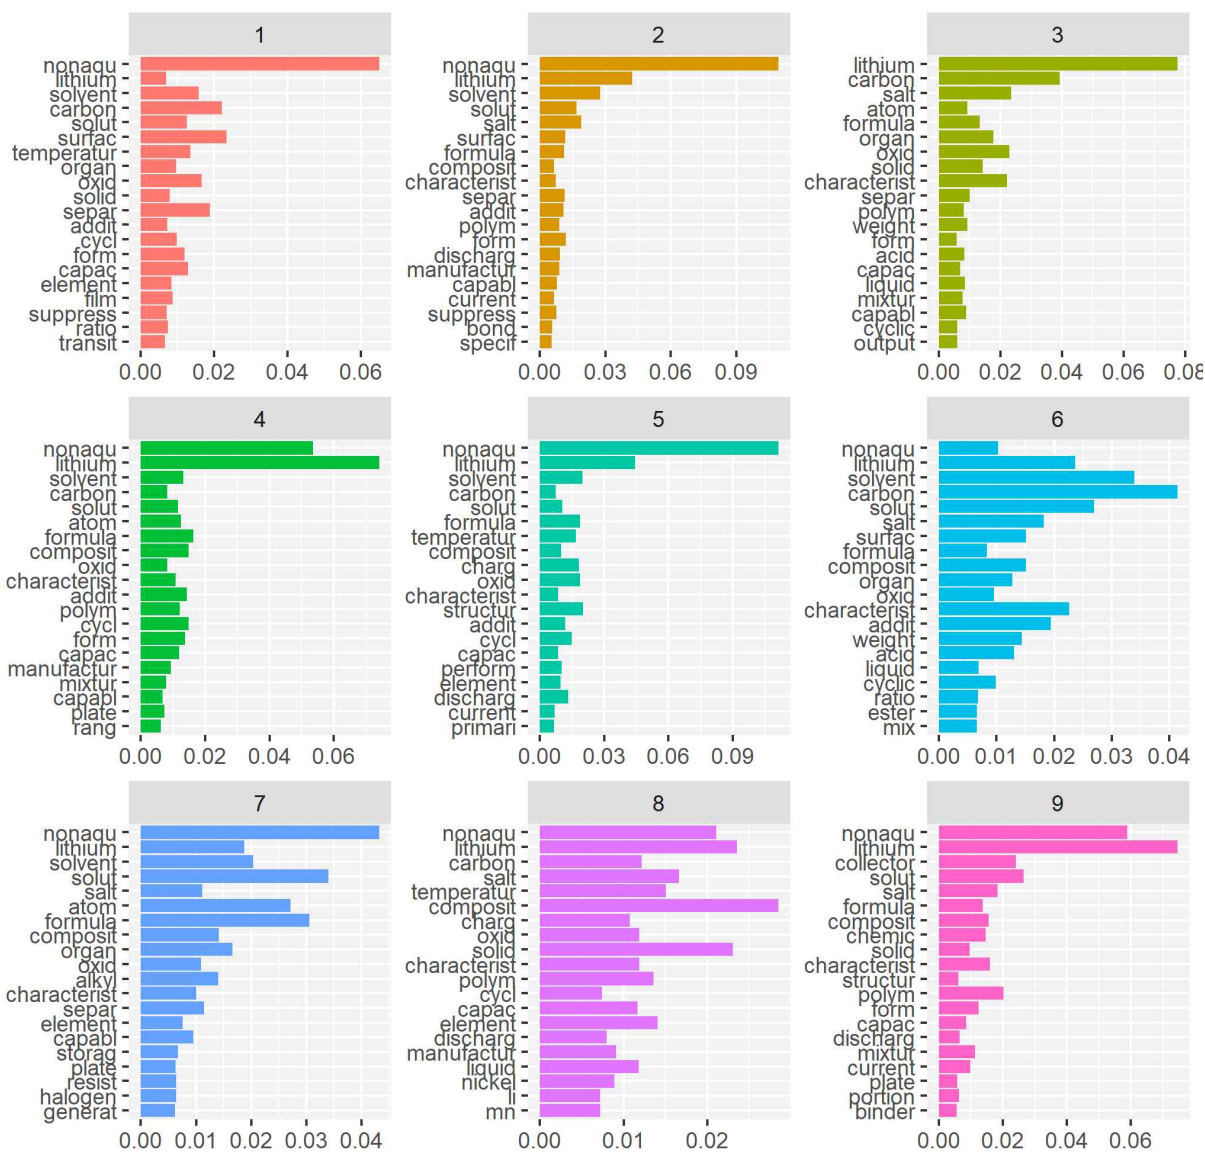 1
nonaqu
lithium
solvent
carbon
solut
surfac
temperatur
organ
oxid
solid
separ
addit
cycl
form
capac
element
film
suppress
ratio
transit
0.00 0.02 0.04 0.06
2
nonaqu
lithium
solvent
solut
salt
surfac
formula
composit
characterist
separ
addit
polym
form
discharg
manufactur
capabl
current
suppress
bond
specif
0.00 0.03 0.06 0.09
3
lithium
carbon
salt
atom
formula
organ
oxid
solid
characterist
separ
polym
weight
form
acid
capac
liquid
mixtur
capabl
cyclic
output
0.00 0.02 0.04 0.06 0.08
4
nonaqu
lithium
solvent
carbon
solut
atom
formula
composit
oxid
characterist
addit
polym
cycl
form
capac
manufactur
mixtur
capabl
plate
rang
0.00 0.02 0.04 0.06
5
nonaqu
lithium
solvent
carbon
solut
formula
temperatur
composit
charg
oxid
characterist
structur
addit
cycl
capac
perform
element
discharg
current
primari
0.00 0.03 0.06 0.09
6
nonaqu
lithium
solvent
carbon
solut
salt
surfac
formula
composit
organ
oxid
characterist
addit
weight
acid
liquid
cyclic
ratio
ester
mix
0.00 0.01 0.02 0.03 0.04
7
nonaqu
lithium
solvent
solut
salt
atom
formula
composit
organ
oxid
alkyl
characterist
separ
element
capabl
storag
plate
resist
halogen
generat
0.00 0.01 0.02 0.03 0.04
8
nonaqu
lithium
carbon
salt
temperatur
composit
charg
oxid
solid
characterist
polym
cycl
capac
element
discharg
manufactur
liquid
nickel
li
mn
0.00 0.01 0.02
9
nonaqu
lithium
collector
solut
salt
formula
composit
chemic
solid
characterist
structur
polym
form
capac
discharg
mixtur
current
plate
portion
binder
0.00 0.02 0.04 0.06